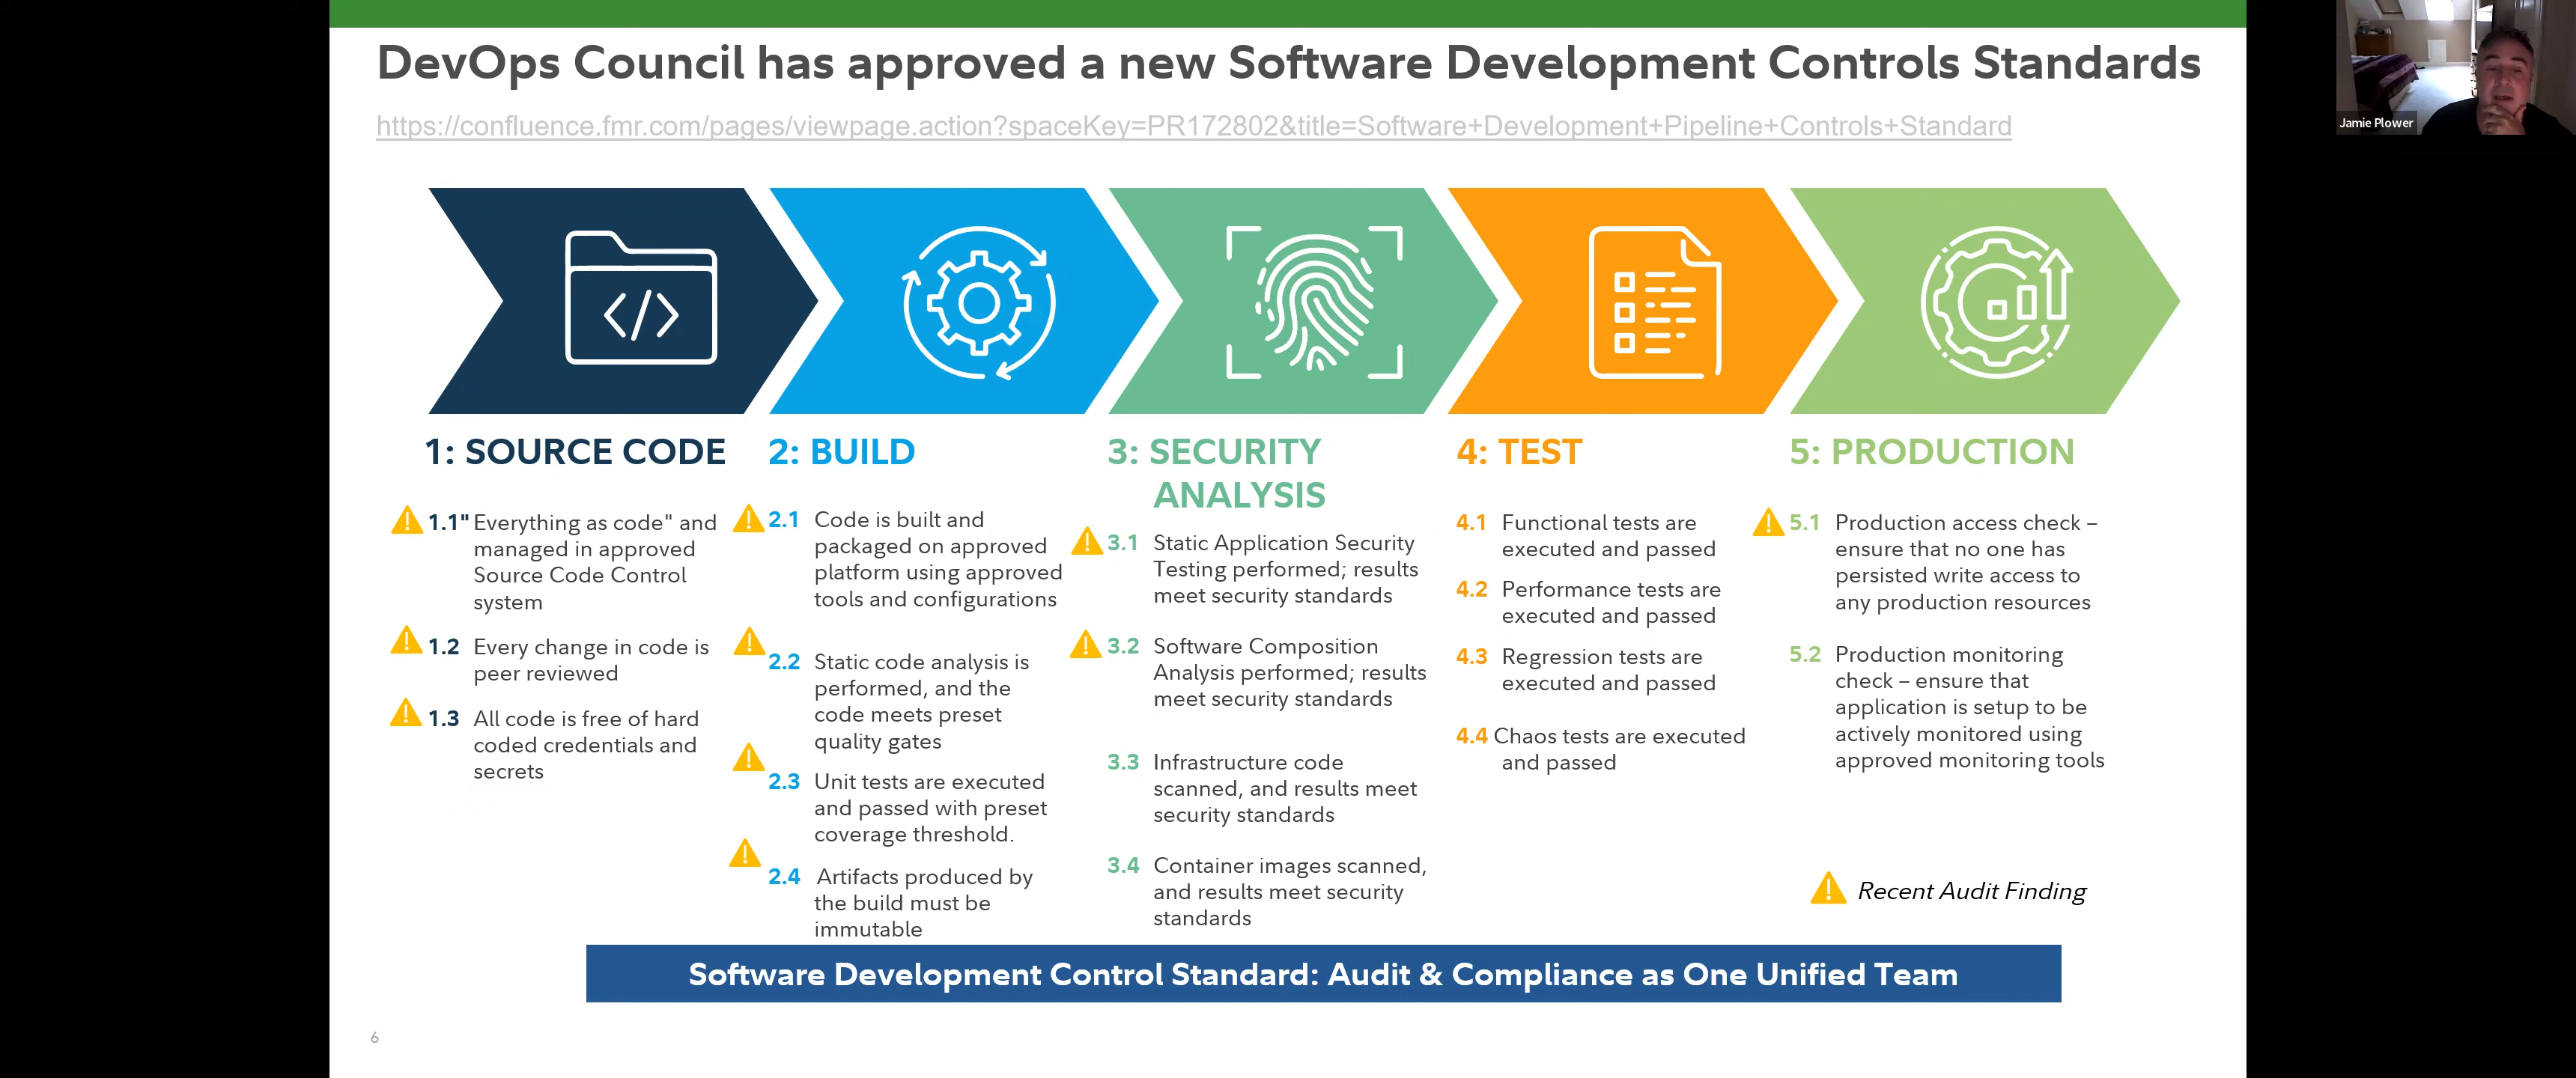 DevOps Council has approved a new Software Development Controls Standards
https://confluence.fmr.com/pages/viewpage.action?spaceKey=PR172802&title=Software+Development+Pipeline+Controls+Standard
Jamie Plower
</>
1: SOURCE CODE
1.1" Everything as code" and
managed in approved
Source Code Control
system
1.2 Every change in code is
peer reviewed
1.3 All code is free of hard
coded credentials and
secrets
2: BUILD
2.1 Code is built and
packaged on approved
platform using approved
tools and configurations
2.2 Static code analysis is
performed, and the
code meets preset
quality gates
2.3 Unit tests are executed
and passed with preset
coverage threshold.
2.4 Artifacts produced by
the build must be
immutable
3: SECURITY
ANALYSIS
3.1 Static Application Security
Testing performed; results
meet security standards
3.2 Software Composition
Analysis performed; results
meet security standards
3.3 Infrastructure code
scanned, and results meet
security standards
3.4 Container images scanned,
and results meet security
standards
4: TEST
4.1 Functional tests are
executed and passed
4.2 Performance tests are
executed and passed
4.3 Regression tests are
executed and passed
4.4 Chaos tests are executed
and passed
5: PRODUCTION
5.1 Production access check –
ensure that no one has
persisted write access to
any production resources
5.2 Production monitoring
check – ensure that
application is setup to be
actively monitored using
approved monitoring tools
Recent Audit Finding
Software Development Control Standard: Audit & Compliance as One Unified Team
6